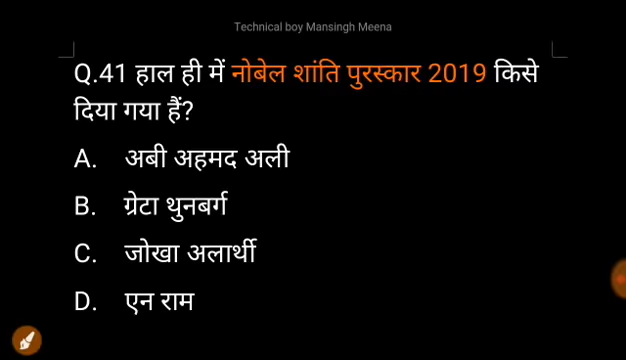 Technical boy Mansingh Meena
Q.41 हाल ही में नोबेल शांति पुरस्कार 2019 किसे
दिया गया हैं?
A. अबी अहमद अली
B. ग्रेटा थुनबर्ग
C. जोखा अलार्थी
D. एन राम